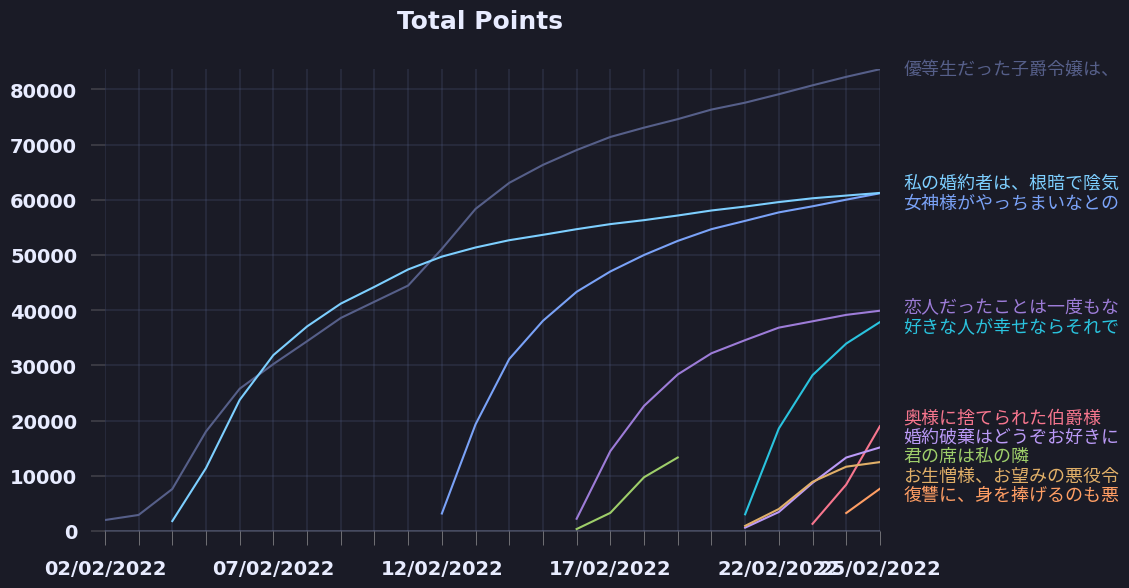 Total Points
80000
70000
60000
50000
40000
30000
20000
10000
0
02/02/2022
07/02/2022
12/02/2022
17/02/2022
22/02/2022
25/02/2022
優等生だった子爵令嬢は、
私の婚約者は、根暗で陰気
女神様がやっちまいなとの
恋人だったことは一度もな
好きな人が幸せならそれで
奥様に捨てられた伯爵様
婚約破棄はどうぞお好きに
君の席は私の隣
お生憎様、お望みの悪役令
復讐に、身を捧げるのも悪